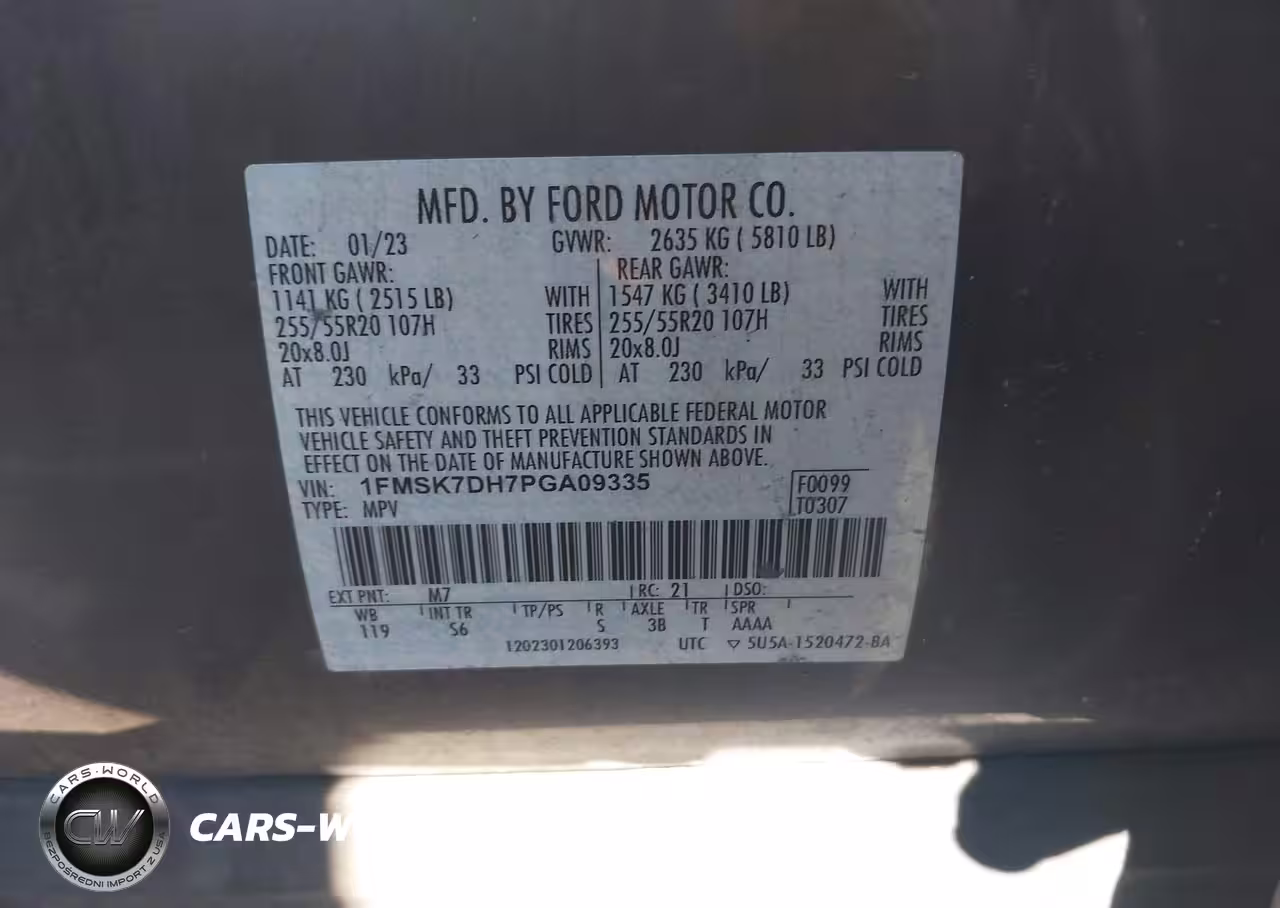 MFD. BY FORD MOTOR CO.
DATE: 01/23 GVWR: 2635 KG ( 5810 LB)
FRONT GAWR: REAR GAWR:
1141 KG ( 2515 LB) WITH 1547 KG ( 3410 LB) WITH
255/55R20 107H TIRES 255/55R20 107H TIRES
20x8.0J RIMS 20x8.0J RIMS
AT 230 kPa/ 33 PSI COLD AT 230 kPa/ 33 PSI COLD
THIS VEHICLE CONFORMS TO ALL APPLICABLE FEDERAL MOTOR
VEHICLE SAFETY AND THEFT PREVENTION STANDARDS IN
EFFECT ON THE DATE OF MANUFACTURE SHOWN ABOVE.
VIN: 1FMSK7DH7PGA09335 F0099
TYPE: MPV T0307
EXT PNT: M7 RC: 21 DSO:
WB INT TR TP/PS R AXLE TR SPR
119 S6 S 3B T AAAA
1202301206393 UTC ▽ 5U5A-1520472-BA
CARS-WORLD
CW
BEZPOŚREDNI IMPORT Z USA
CARS-W